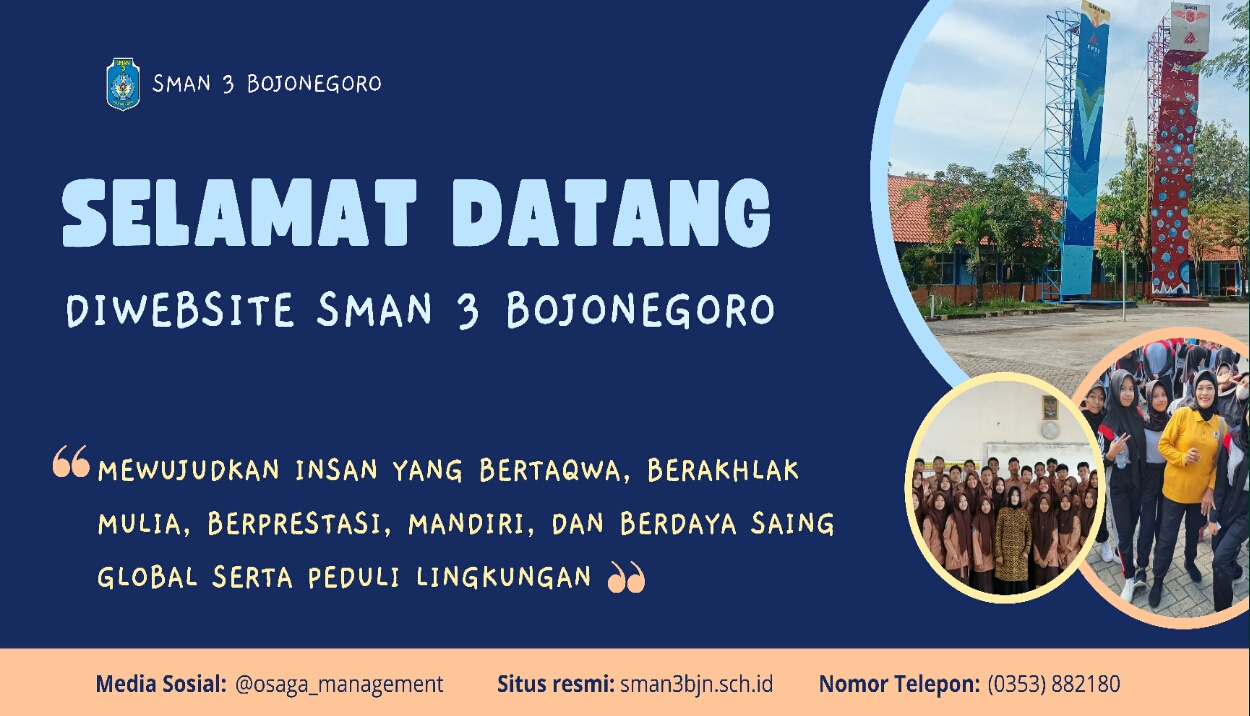 SMAN 3 BOJONEGORO
SELAMAT DATANG
DIWEBSITE SMAN 3 BOJONEGORO
“MEWUJUDKAN INSAN YANG BERTAQWA, BERAKHLAK
MULIA, BERPRESTASI, MANDIRI, DAN BERDAYA SAING
GLOBAL SERTA PEDULI LINGKUNGAN”
Media Sosial: @osaga_management Situs resmi: sman3bjn.sch.id Nomor Telepon: (0353) 882180